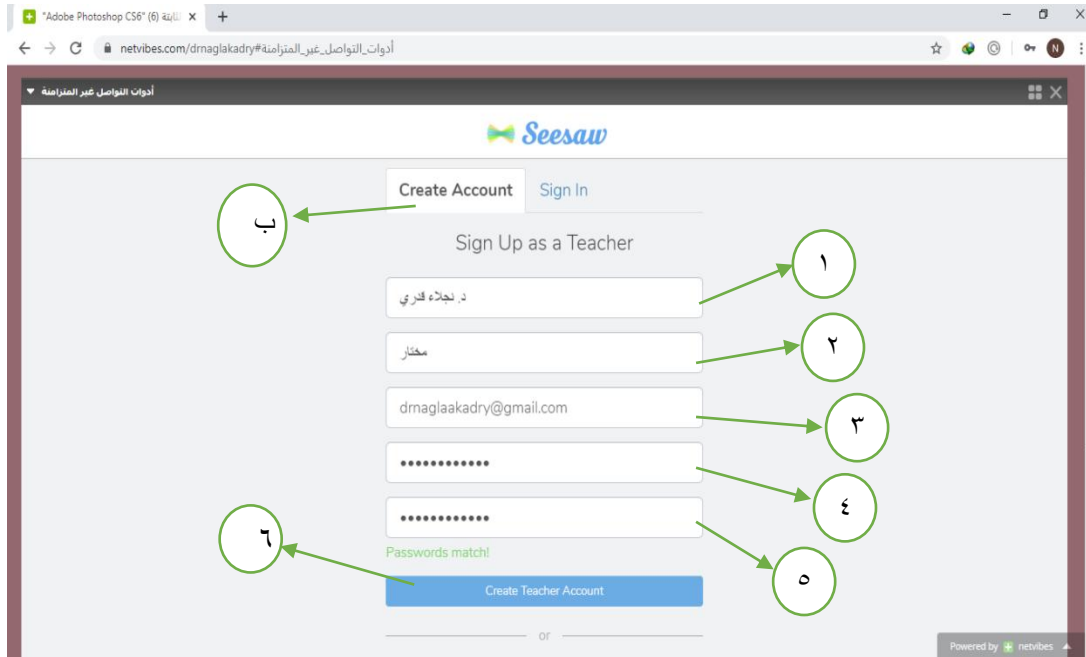 "Adobe Photoshop CS6" (6)
netvibes.com/drnaglakadry#أدوات_التواصل_غير_المتزامنة
N
أدوات التواصل غير المتزامنة
Seesaw
Create Account Sign In
ب
Sign Up as a Teacher
١
د. نجلاء قدري
٢
مختار
٣
drnaglaakadry@gmail.com
٤
٥
Passwords match!
٦
Create Teacher Account
or
Powered by netvibes